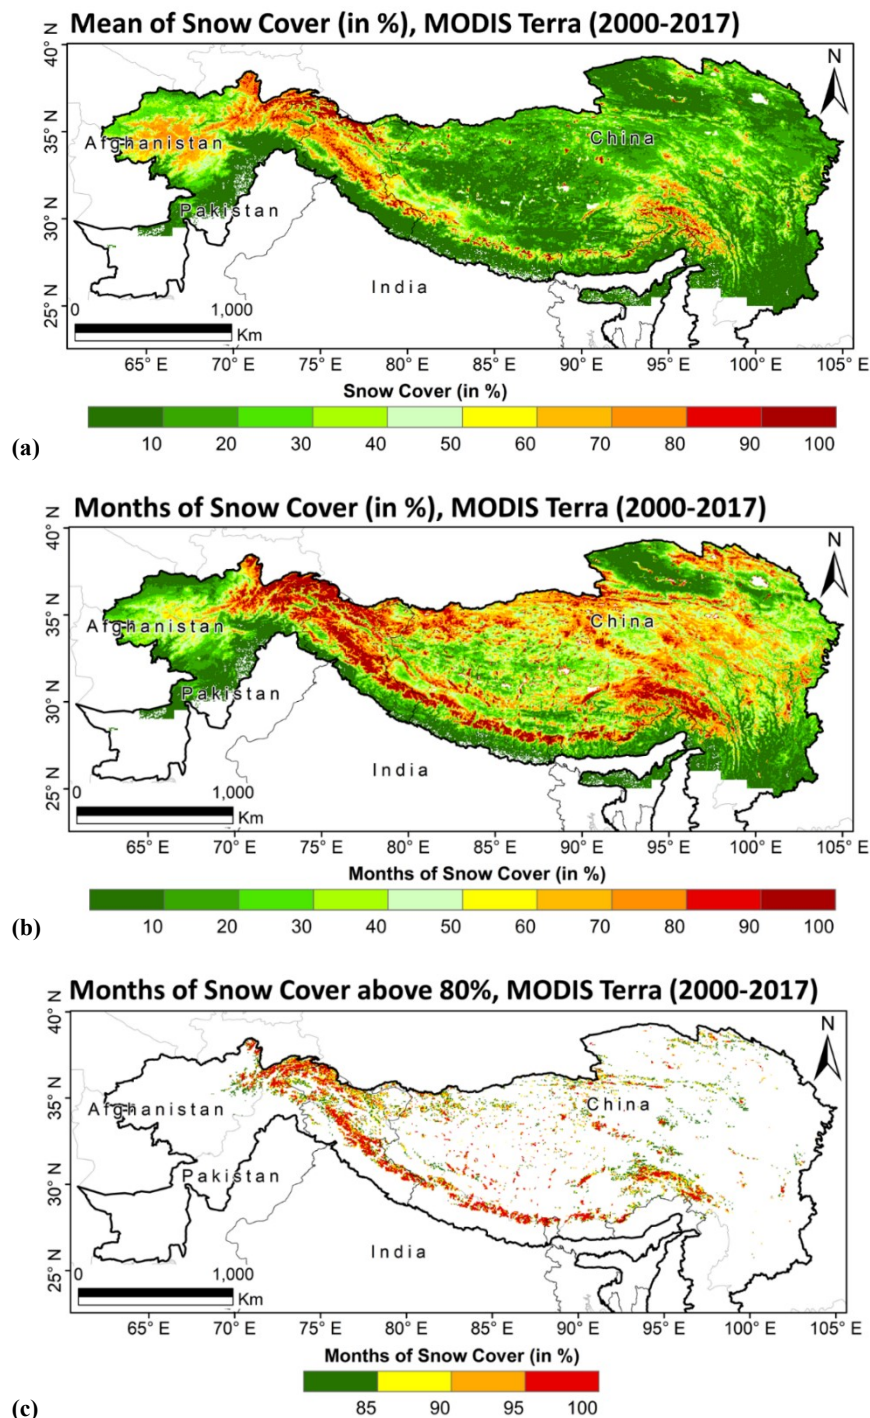 Mean of Snow Cover (in %), MODIS Terra (2000-2017)
40° N
35° N
30° N
25° N
N
Afghanistan
China
Pakistan
India
0 1,000
Km
65° E 70° E 75° E 80° E 85° E 90° E 95° E 100° E 105° E
Snow Cover (in %)
10 20 30 40 50 60 70 80 90 100
(a)
Months of Snow Cover (in %), MODIS Terra (2000-2017)
40° N
35° N
30° N
25° N
N
Afghanistan
China
Pakistan
India
0 1,000
Km
65° E 70° E 75° E 80° E 85° E 90° E 95° E 100° E 105° E
Months of Snow Cover (in %)
10 20 30 40 50 60 70 80 90 100
(b)
Months of Snow Cover above 80%, MODIS Terra (2000-2017)
40° N
35° N
30° N
25° N
N
Afghanistan
China
Pakistan
India
0 1,000
Km
65° E 70° E 75° E 80° E 85° E 90° E 95° E 100° E 105° E
Months of Snow Cover (in %)
85 90 95 100
(c)